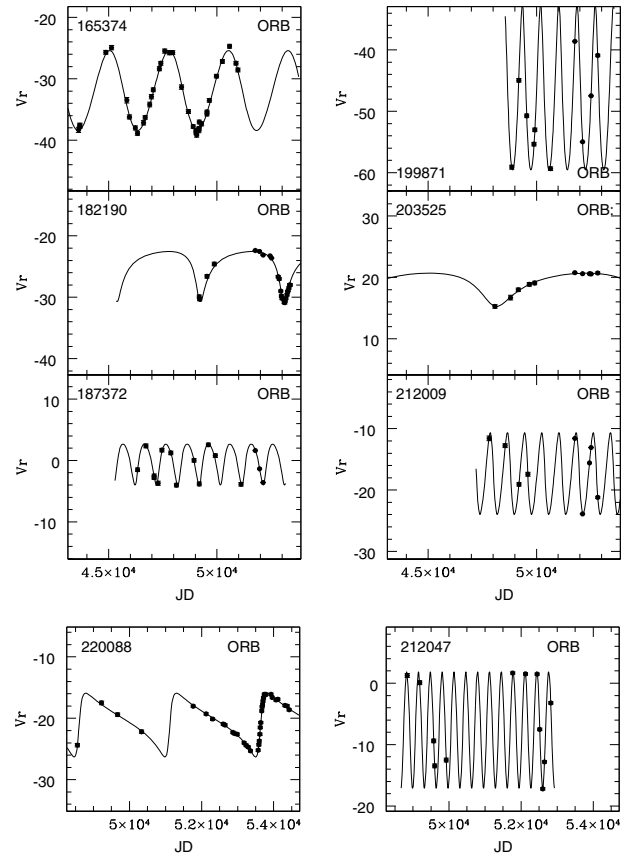 165374 ORB
-20
-30
-40
Vr
199871 ORB
-40
-50
-60
Vr
182190 ORB
-20
-30
-40
Vr
203525 ORB:
30
20
10
Vr
187372 ORB
10
0
-10
Vr
4.5×10⁴ 5×10⁴
JD
212009 ORB
-10
-20
-30
Vr
4.5×10⁴ 5×10⁴
JD
220088 ORB
-10
-20
-30
Vr
5×10⁴ 5.2×10⁴ 5.4×10⁴
JD
212047 ORB
0
-10
-20
Vr
5×10⁴ 5.2×10⁴ 5.4×10⁴
JD